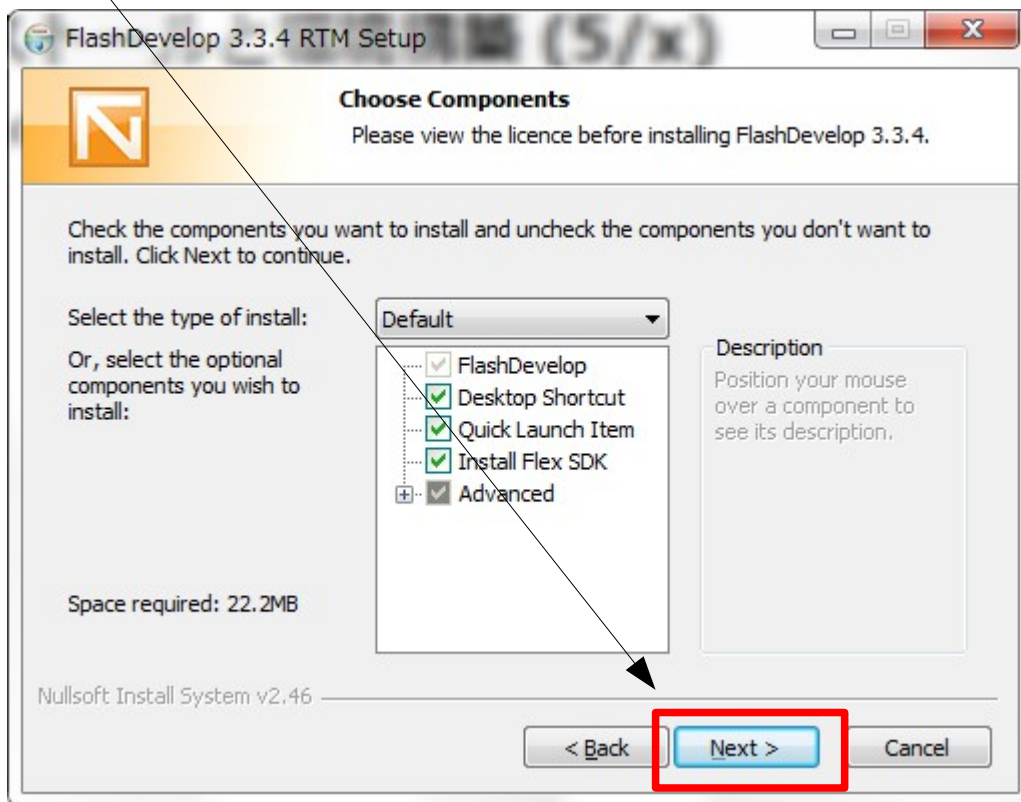 FlashDevelop 3.3.4 RTM Setup
(5/x)
Choose Components
Please view the licence before installing FlashDevelop 3.3.4.
Check the components you want to install and uncheck the components you don't want to
install. Click Next to continue.
Select the type of install:
Default
Or, select the optional
components you wish to
install:
FlashDevelop
Desktop Shortcut
Quick Launch Item
Install Flex SDK
Advanced
Description
Position your mouse
over a component to
see its description.
Space required: 22.2MB
Nullsoft Install System v2.46
< Back
Next >
Cancel